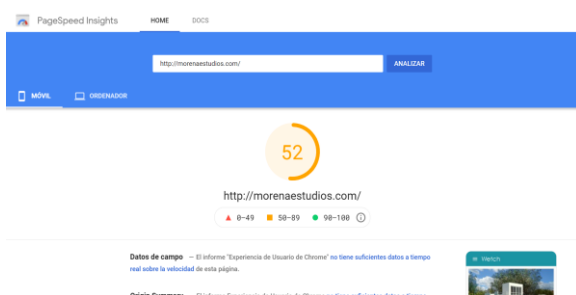 PageSpeed Insights HOME DOCS
http://morenaestudios.com/ ANALIZAR
MÓVIL ORDENADOR
52
http://morenaestudios.com/
0-49 50-89 90-100
Datos de campo — El informe "Experiencia de Usuario de Chrome" no tiene suficientes datos a tiempo
real sobre la velocidad de esta página.